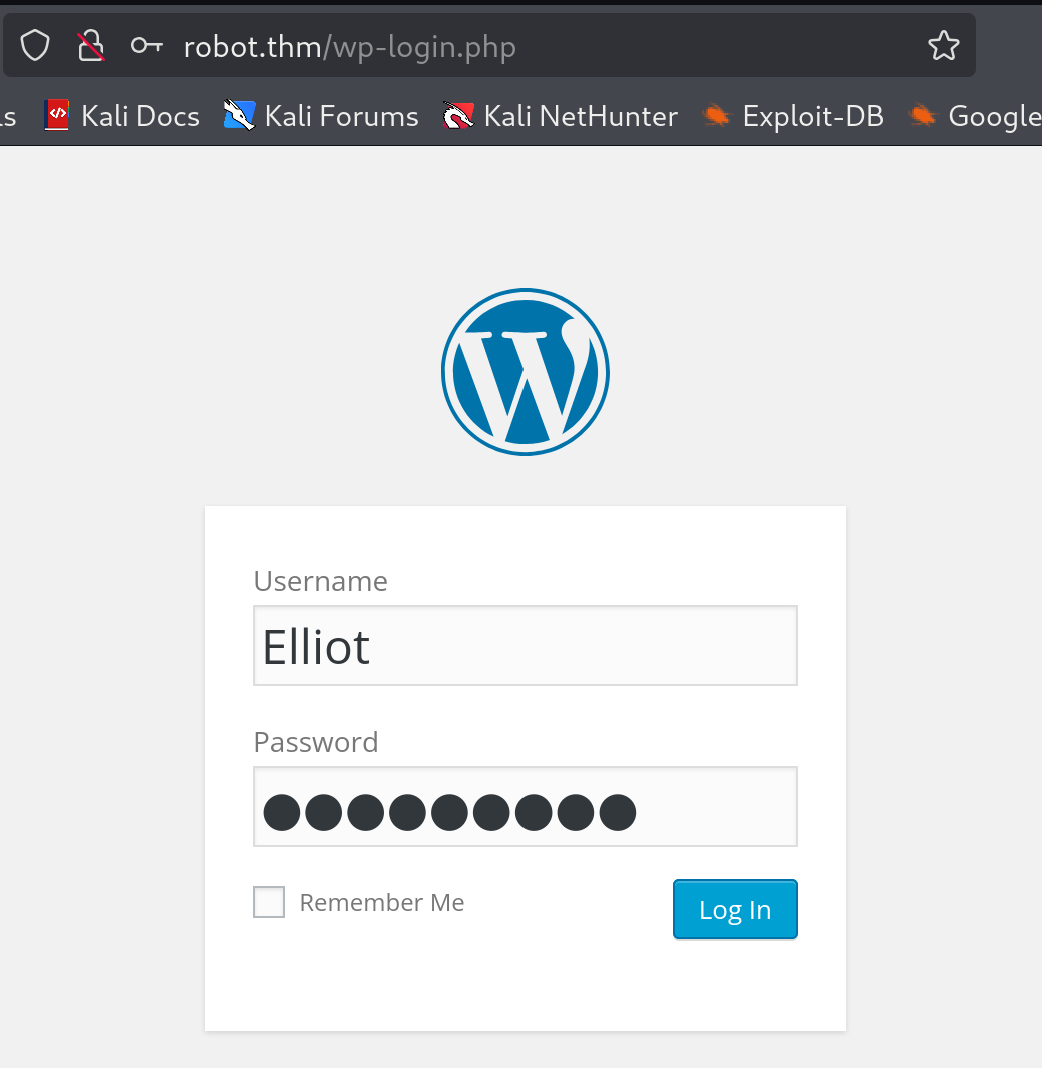 robot.thm/wp-login.php
ls Kali Docs Kali Forums Kali NetHunter Exploit-DB Google
Username
Elliot
Password
Remember Me
Log In